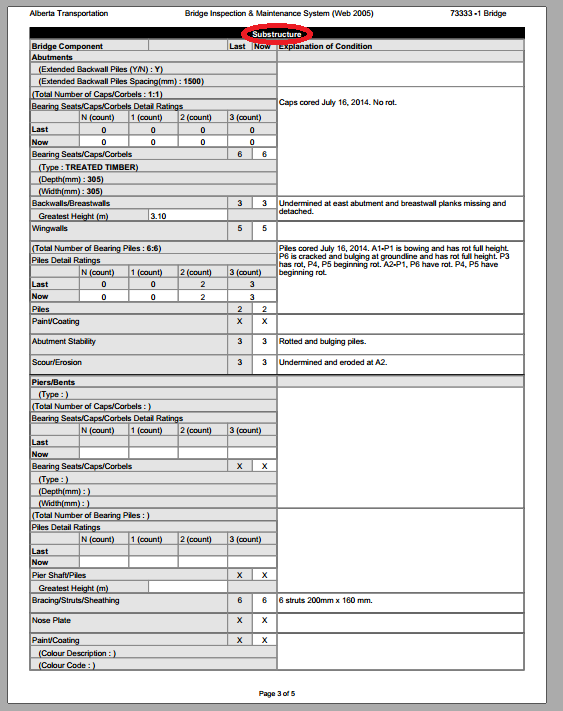 Alberta Transportation Bridge Inspection & Maintenance System (Web 2005) 73333 -1 Bridge
Substructure
Bridge Component Last Now Explanation of Condition
Abutments
(Extended Backwall Piles (Y/N) : Y)
(Extended Backwall Piles Spacing(mm) : 1500)
(Total Number of Caps/Corbels : 1:1)
Caps cored July 16, 2014. No rot.
Bearing Seats/Caps/Corbels Detail Ratings
N (count) 1 (count) 2 (count) 3 (count)
Last 0 0 0 0
Now 0 0 0 0
Bearing Seats/Caps/Corbels 6 6
(Type : TREATED TIMBER)
(Depth(mm) : 305)
(Width(mm) : 305)
Backwalls/Breastwalls 3 3 Undermined at east abutment and breastwall planks missing and
detached.
Greatest Height (m) 3.10
Wingwalls 5 5
(Total Number of Bearing Piles : 6:6) Piles cored July 16, 2014. A1-P1 is bowing and has rot full height.
P6 is cracked and bulging at groundline and has rot full height. P3
Piles Detail Ratings has rot, P4, P5 beginning rot. A2-P1, P6 have rot. P4, P5 have
N (count) 1 (count) 2 (count) 3 (count) beginning rot.
Last 0 0 2 3
Now 0 0 2 3
Piles 2 2
Paint/Coating X X
Abutment Stability 3 3 Rotted and bulging piles.
Scour/Erosion 3 3 Undermined and eroded at A2.
Piers/Bents
(Type : )
(Total Number of Caps/Corbels : )
Bearing Seats/Caps/Corbels Detail Ratings
N (count) 1 (count) 2 (count) 3 (count)
Last
Now
Bearing Seats/Caps/Corbels X X
(Type : )
(Depth(mm) : )
(Width(mm) : )
(Total Number of Bearing Piles : )
Piles Detail Ratings
N (count) 1 (count) 2 (count) 3 (count)
Last
Now
Pier Shaft/Piles X X
Greatest Height (m)
Bracing/Struts/Sheathing 6 6 6 struts 200mm x 160 mm.
Nose Plate X X
Paint/Coating X X
(Colour Description : )
(Colour Code : )
Page 3 of 5